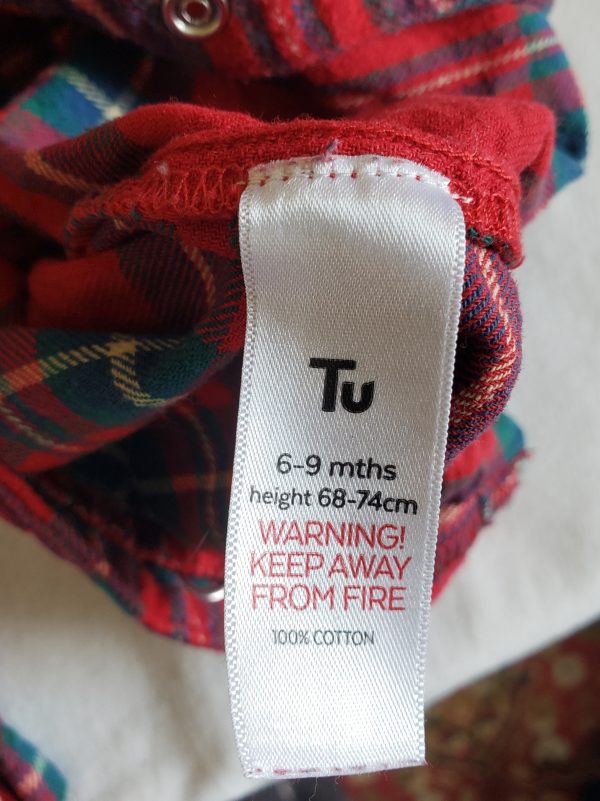 Tu
6-9 mths
height 68-74cm
WARNING!
KEEP AWAY
FROM FIRE
100% COTTON